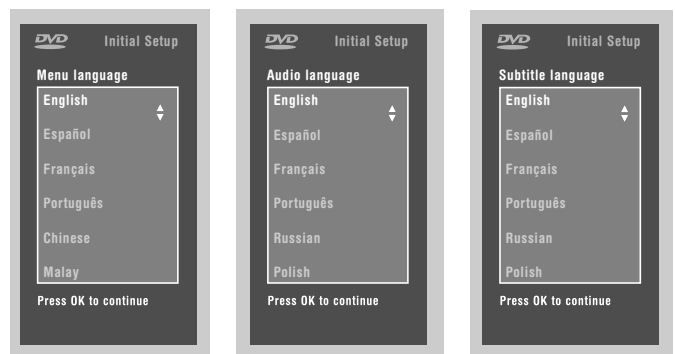 DVD Initial Setup
Menu language
English
Español
Français
Português
Chinese
Malay
Press OK to continue
DVD Initial Setup
Audio language
English
Español
Français
Português
Russian
Polish
Press OK to continue
DVD Initial Setup
Subtitle language
English
Español
Français
Português
Russian
Polish
Press OK to continue